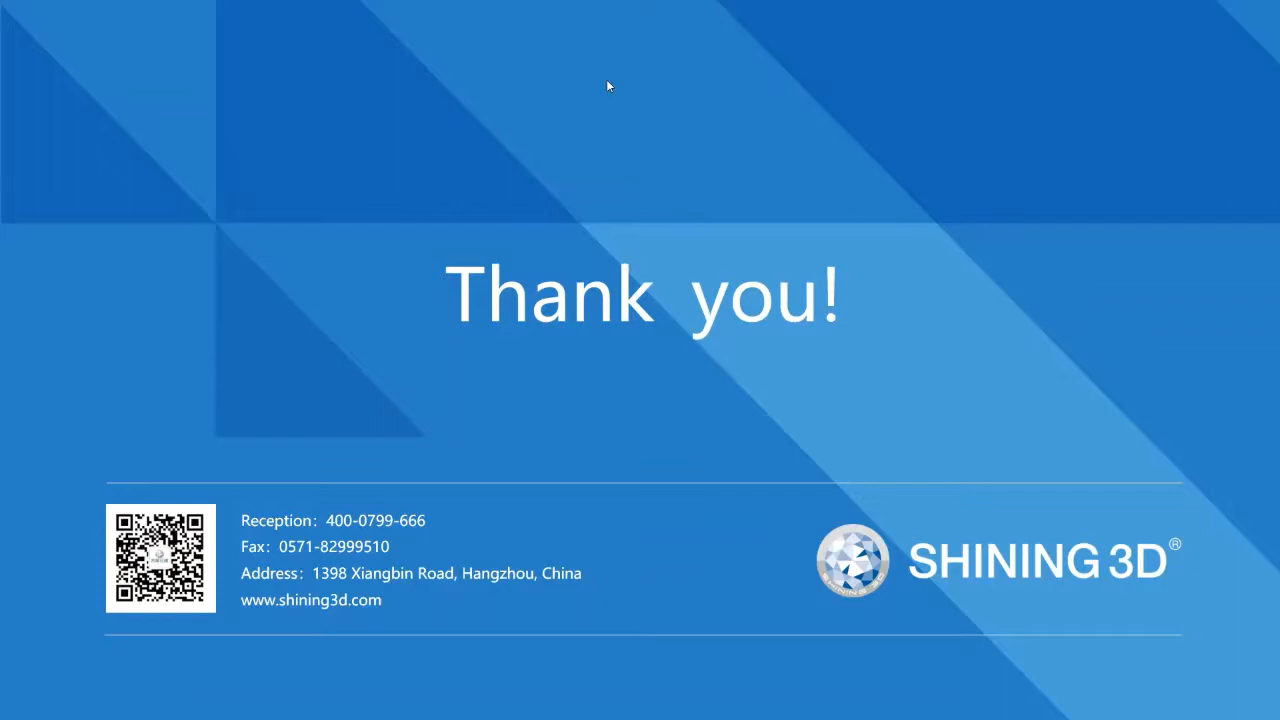 Thank you!
Reception：400-0799-666
Fax：0571-82999510
Address：1398 Xiangbin Road, Hangzhou, China
www.shining3d.com
SHINING 3D®